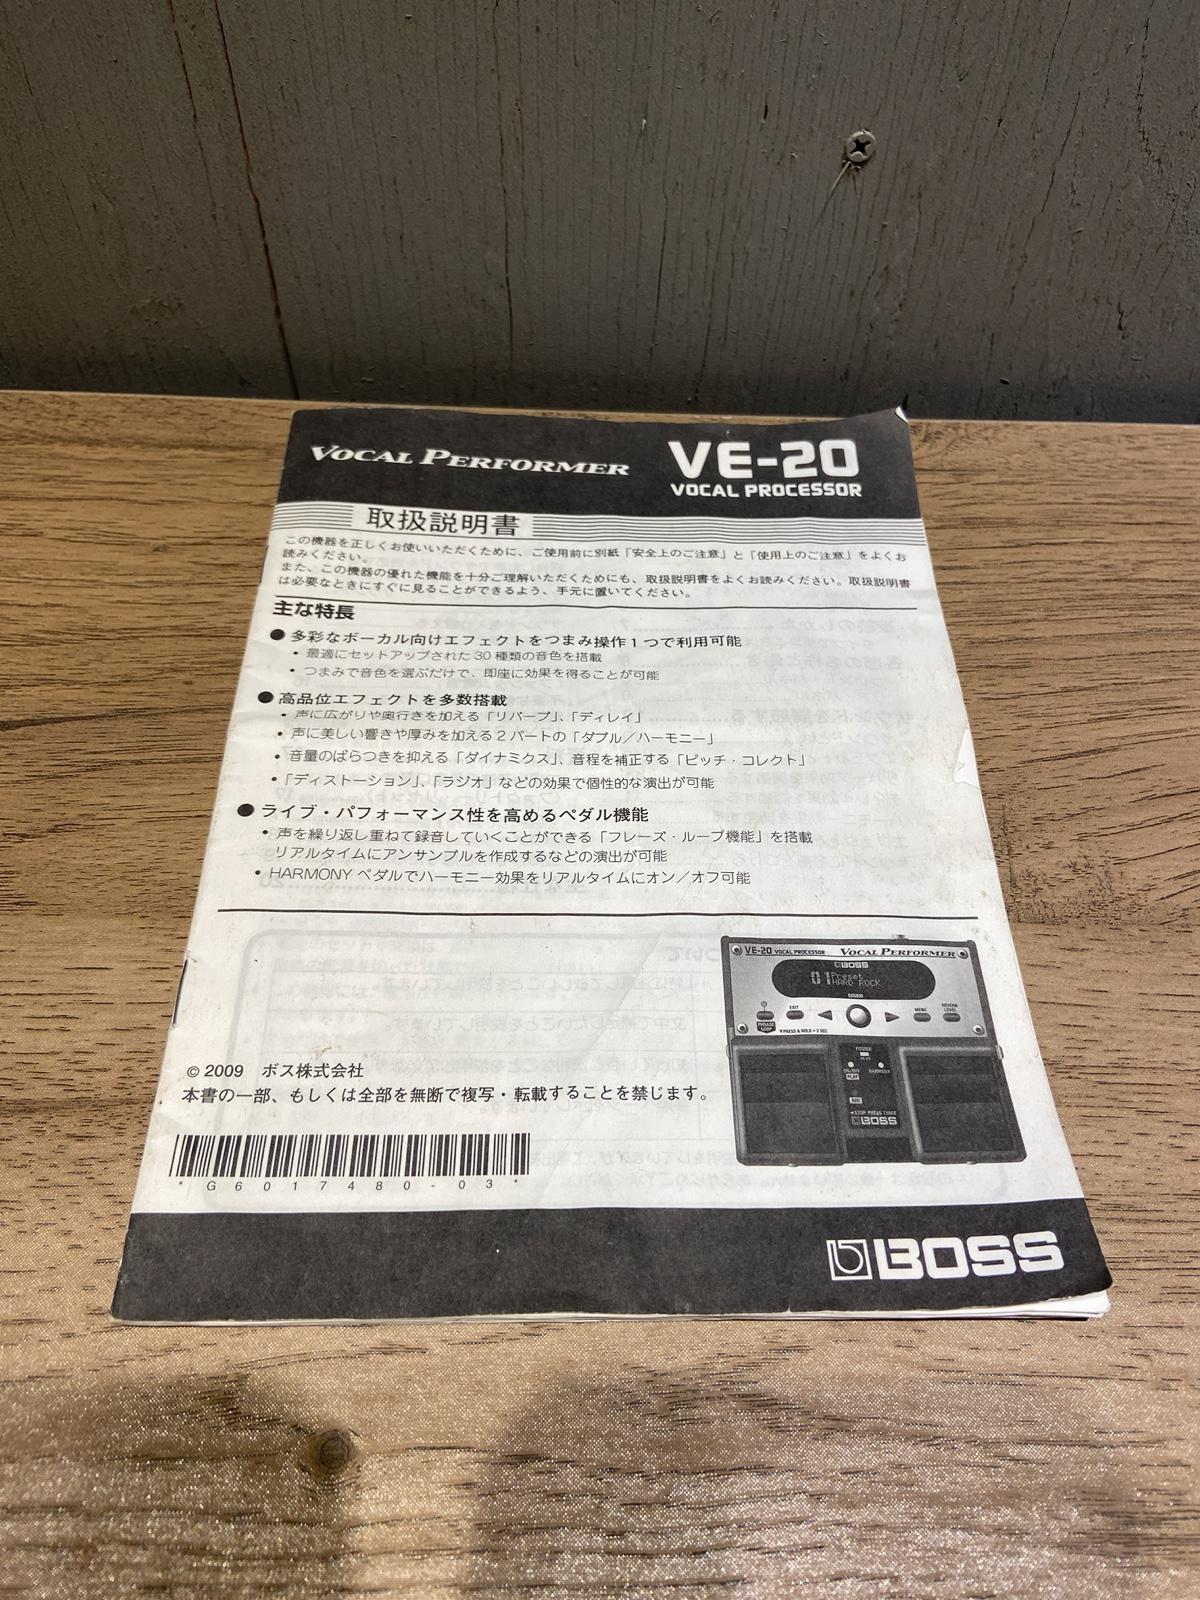 VOCAL PERFORMER
VE-20
VOCAL PROCESSOR
取扱説明書
この機器を正しくお使いいただくために、ご使用前に別紙「安全上のご注意」と「使用上のご注意」をよくお
読みください。
また、この機器の優れた機能を十分ご理解いただくためにも、取扱説明書をよくお読みください。取扱説明書
は必要なときにすぐに見ることができるよう、手元に置いてください。
主な特長
● 多彩なボーカル向けエフェクトをつまみ操作1つで利用可能
• 最適にセットアップされた30種類の音色を搭載
• つまみで音色を選ぶだけで、即座に効果を得ることが可能
● 高品位エフェクトを多数搭載
• 声に広がりや奥行きを加える「リバーブ」、「ディレイ」
• 声に美しい響きや厚みを加える2パートの「ダブル/ハーモニー」
• 音量のばらつきを抑える「ダイナミクス」、音程を補正する「ピッチ・コレクト」
• 「ディストーション」、「ラジオ」などの効果で個性的な演出が可能
● ライブ・パフォーマンス性を高めるペダル機能
• 声を繰り返し重ねて録音していくことができる「フレーズ・ループ機能」を搭載
リアルタイムにアンサンブルを作成するなどの演出が可能
• HARMONY ペダルでハーモニー効果をリアルタイムにオン/オフ可能
VE-20 VOCAL PROCESSOR VOCAL PERFORMER
BOSS
01 Preset
HARD ROCK
SOUND
EXIT
MENU
REVERB
LEVEL
PHRASE
LOOP
▼PRESS & HOLD > 2 SEC
POWER
VE-20
ON/OFF
HARMONY
PLAY
REC
◄STOP PRESS TWICE
BOSS
© 2009 ボス株式会社
本書の一部、もしくは全部を無断で複写・転載することを禁じます。
*G6017480-03*
BOSS